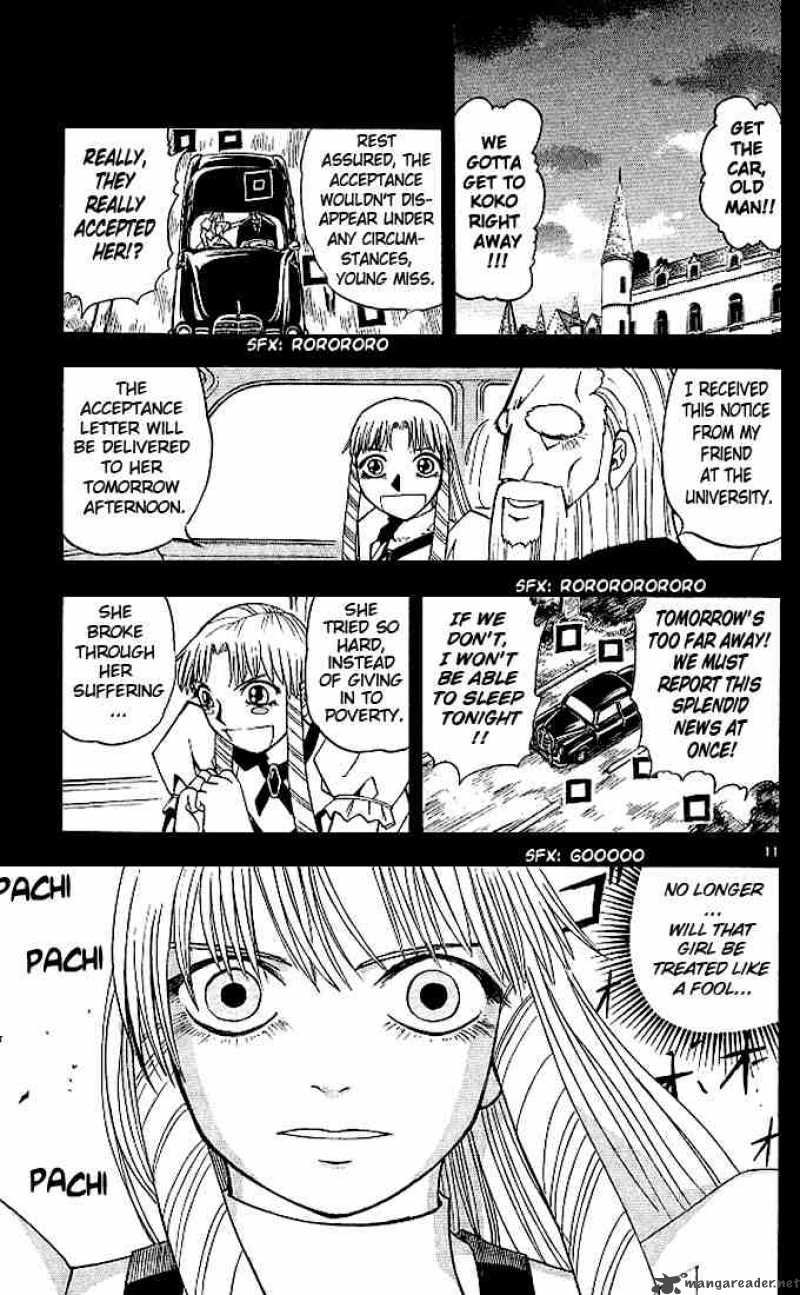 GET
THE
CAR,
OLD
MAN!!
WE
GOTTA
GET TO
KOKO
RIGHT
AWAY
!!!
REST
ASSURED, THE
ACCEPTANCE
WOULDN'T DIS-
APPEAR UNDER
ANY CIRCUM-
STANCES,
YOUNG MISS.
REALLY,
THEY
REALLY
ACCEPTED
HER!?
SFX: RORORORO
I RECEIVED
THIS NOTICE
FROM MY
FRIEND
AT THE
UNIVERSITY.
THE
ACCEPTANCE
LETTER WILL
BE DELIVERED
TO HER
TOMORROW
AFTERNOON.
SFX: RORORORORORO
TOMORROW'S
TOO FAR AWAY!
WE MUST
REPORT THIS
SPLENDID
NEWS AT
ONCE!
IF WE
DON'T,
I WON'T
BE ABLE
TO SLEEP
TONIGHT
!!
SHE
TRIED SO
HARD,
INSTEAD
OF GIVING
IN TO
POVERTY.
SHE
BROKE
THROUGH
HER
SUFFERING
...
SFX: GOOOOO
11
NO LONGER
...
WILL THAT
GIRL BE
TREATED LIKE
A FOOL...
PACHI
PACHI
PACHI
mangareader.net